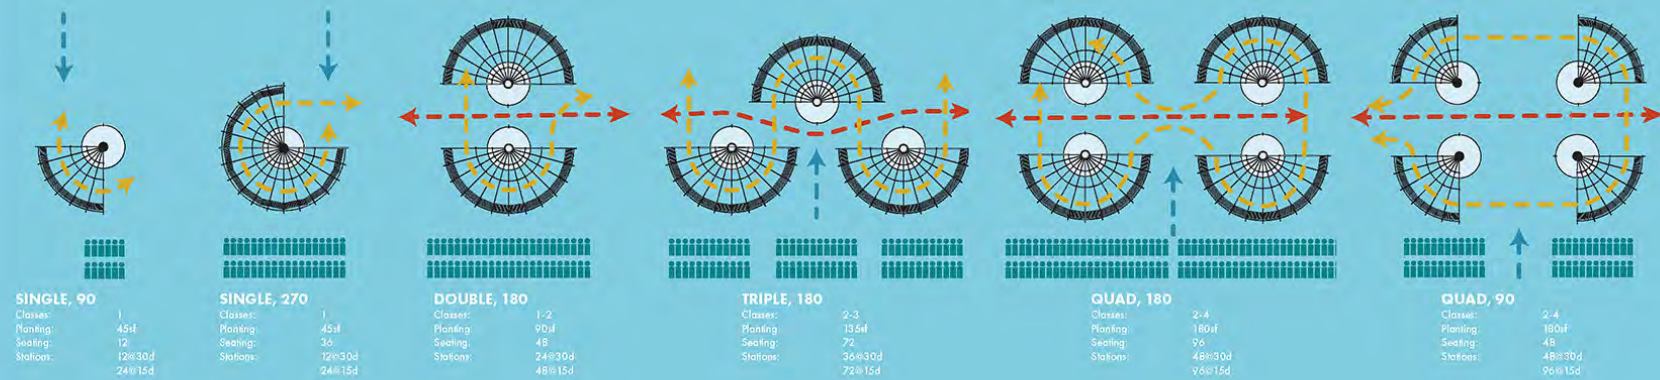 SINGLE, 90
Classes: 1
Planting: 45sf
Seating: 12
Stations: 12@30d
24@15d
SINGLE, 270
Classes: 1
Planting: 45sf
Seating: 36
Stations: 12@30d
24@15d
DOUBLE, 180
Classes: 1-2
Planting: 90sf
Seating: 48
Stations: 24@30d
48@15d
TRIPLE, 180
Classes: 2-3
Planting: 135sf
Seating: 72
Stations: 36@30d
72@15d
QUAD, 180
Classes: 2-4
Planting: 180sf
Seating: 96
Stations: 48@30d
96@15d
QUAD, 90
Classes: 2-4
Planting: 180sf
Seating: 48
Stations: 48@30d
96@15d